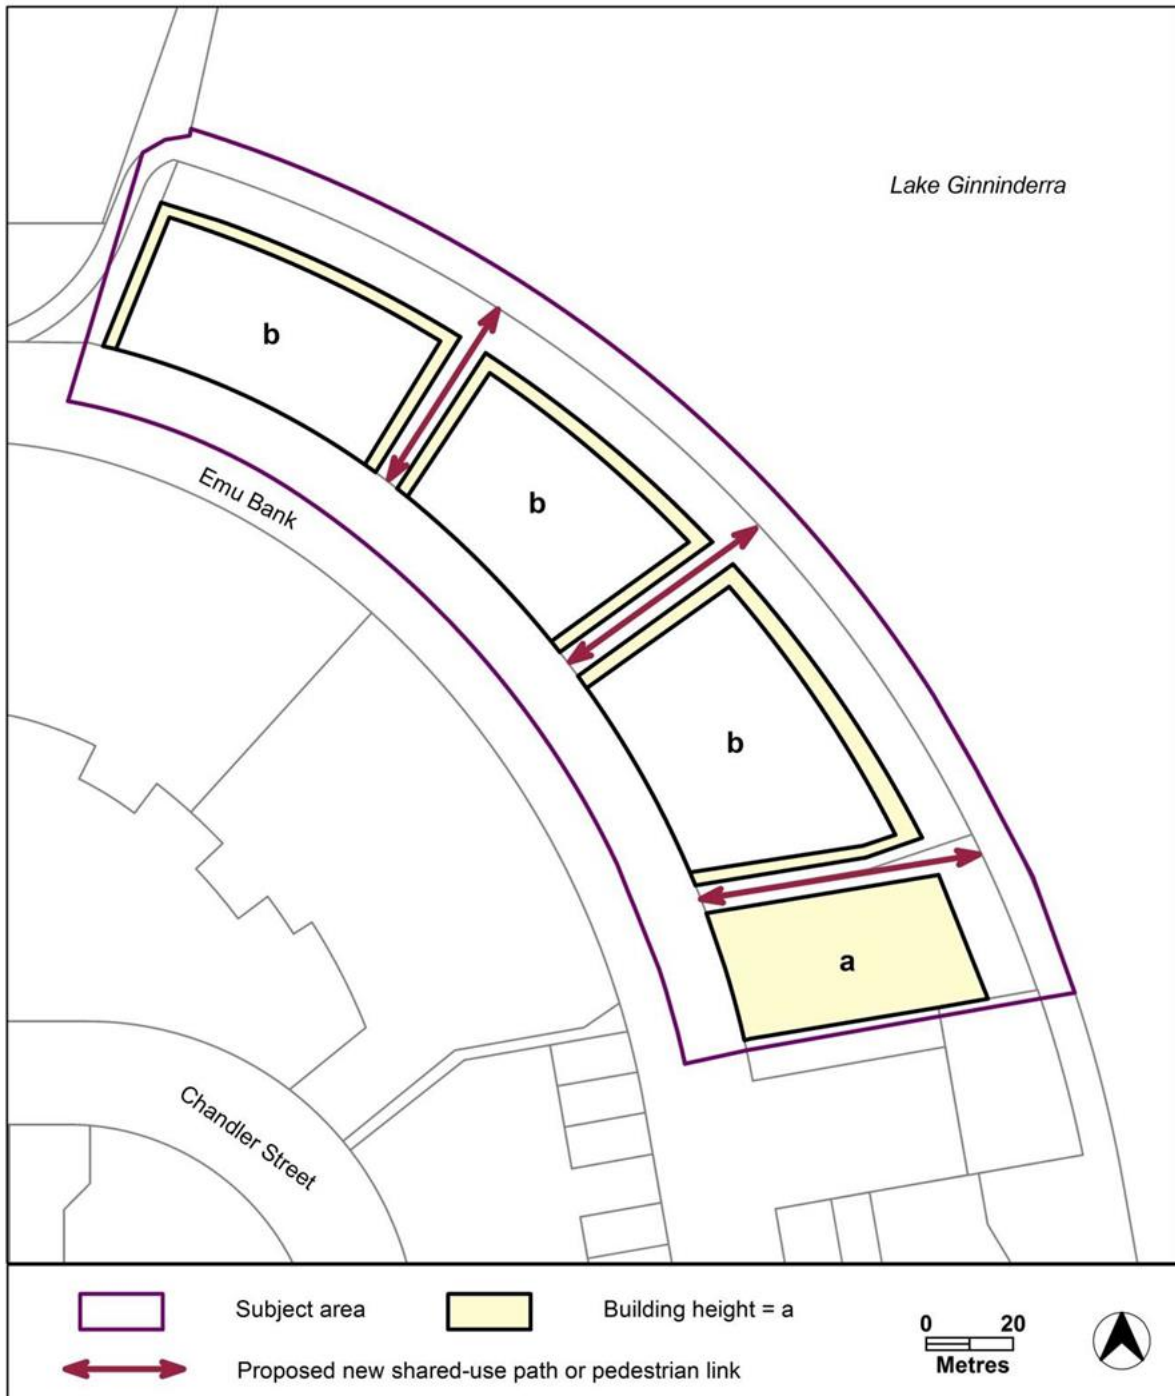 Lake Ginninderra
b
Emu Bank
b
b
a
Chandler Street
Subject area
Building height = a
Proposed new shared-use path or pedestrian link
0 20
Metres